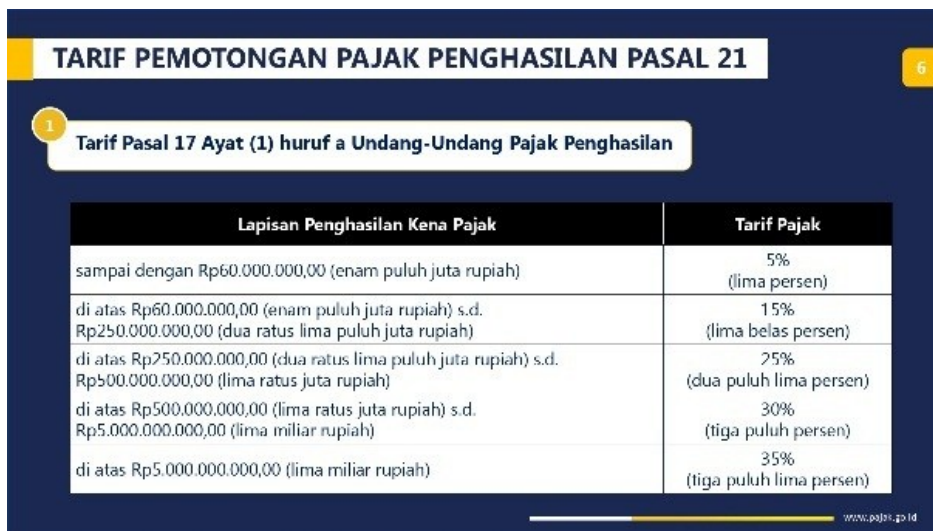 TARIF PEMOTONGAN PAJAK PENGHASILAN PASAL 21
6
1
Tarif Pasal 17 Ayat (1) huruf a Undang-Undang Pajak Penghasilan
Lapisan Penghasilan Kena Pajak
Tarif Pajak
sampai dengan Rp60.000.000,00 (enam puluh juta rupiah)
5%
(lima persen)
di atas Rp60.000.000,00 (enam puluh juta rupiah) s.d.
Rp250.000.000,00 (dua ratus lima puluh juta rupiah)
15%
(lima belas persen)
di atas Rp250.000.000,00 (dua ratus lima puluh juta rupiah) s.d.
Rp500.000.000,00 (lima ratus juta rupiah)
25%
(dua puluh lima persen)
di atas Rp500.000.000,00 (lima ratus juta rupiah) s.d.
Rp5.000.000.000,00 (lima miliar rupiah)
30%
(tiga puluh persen)
di atas Rp5.000.000.000,00 (lima miliar rupiah)
35%
(tiga puluh lima persen)
www.pajak.go.id